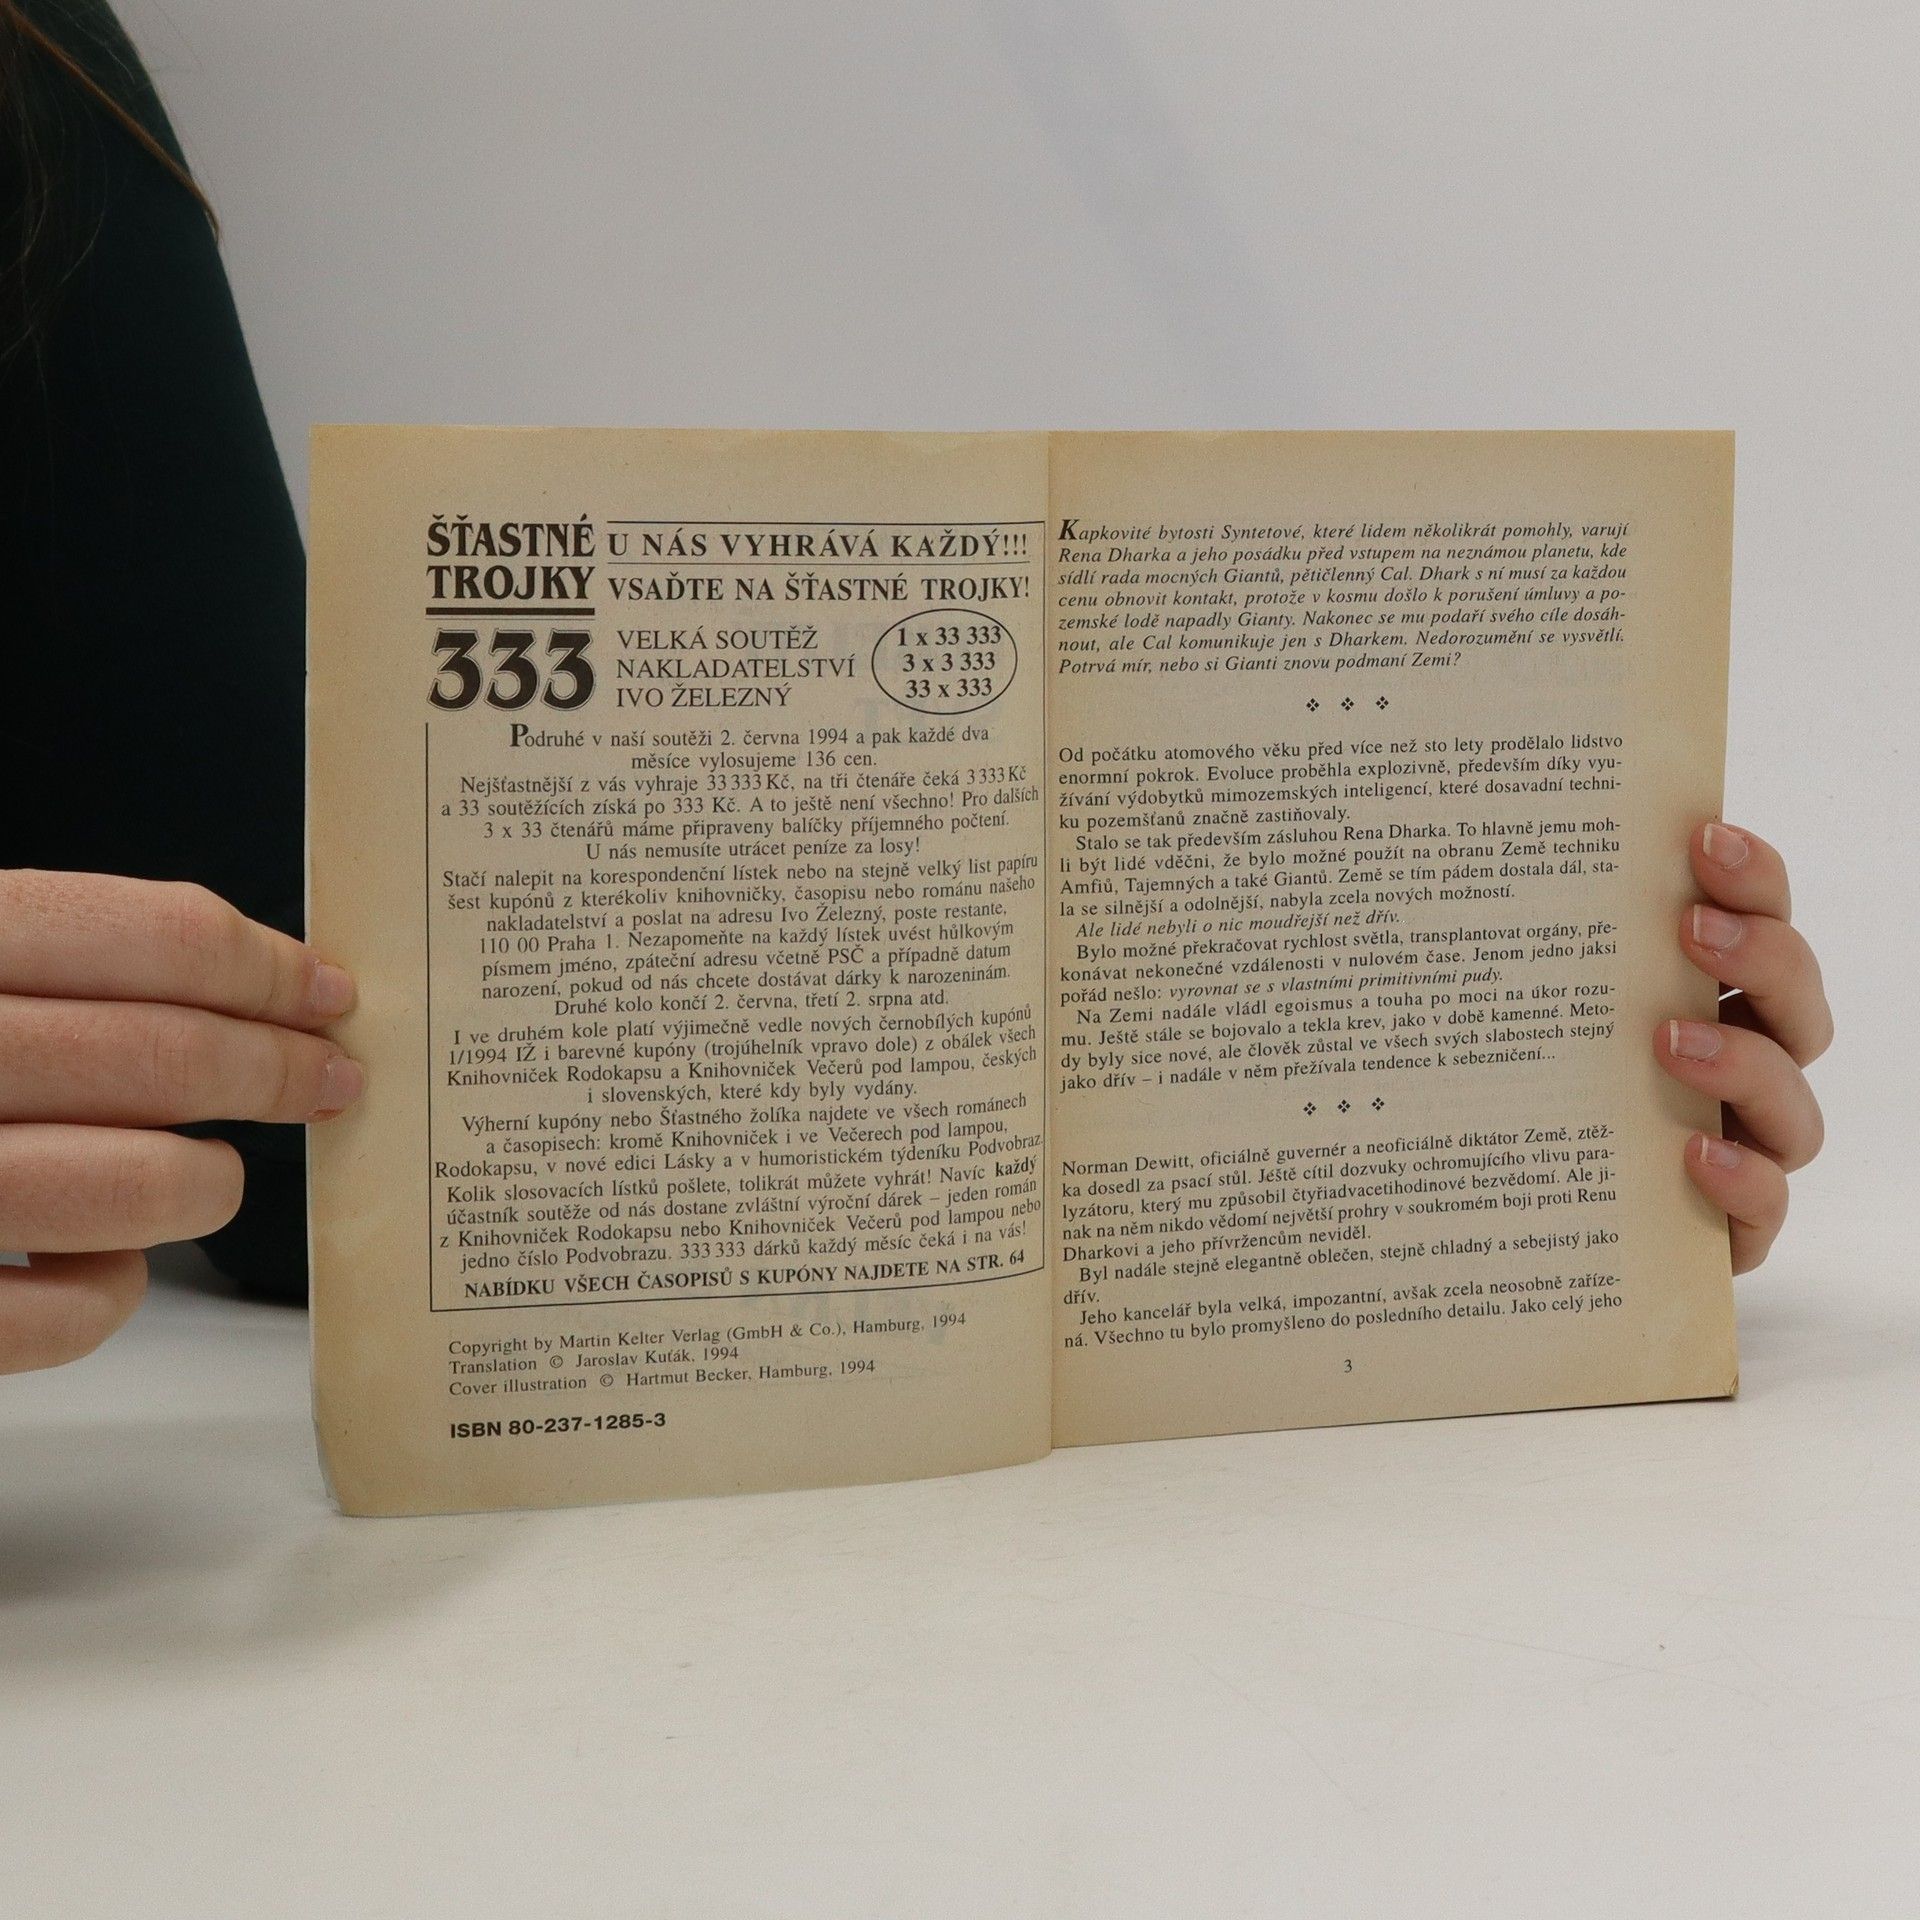 ŠŤASTNÉ
TROJKY
333
U NÁS VYHRÁVÁ KAŽDÝ!!!
VSAĎTE NA ŠŤASTNÉ TROJKY!
VELKÁ SOUTĚŽ
NAKLADATELSTVÍ
IVO ŽELEZNÝ
1 x 33 333
3 x 3 333
33 x 333
Podruhé v naší soutěži 2. června 1994 a pak každé dva
měsíce vylosujeme 136 cen.
Nejšťastnější z vás vyhraje 33 333 Kč, na tři čtenáře čeká 3 333 Kč
a 33 soutěžících získá po 333 Kč. A to ještě není všechno! Pro dalších
3 x 33 čtenářů máme připraveny balíčky příjemného počtení.
U nás nemusíte utrácet peníze za losy!
Stačí nalepit na korespondenční lístek nebo na stejně velký list papíru
šest kupónů z kterékoliv knihovničky, časopisu nebo románu našeho
nakladatelství a poslat na adresu Ivo Železný, poste restante,
110 00 Praha 1. Nezapomeňte na každý lístek uvést hůlkovým
písmem jméno, zpáteční adresu včetně PSČ a případně datum
narození, pokud od nás chcete dostávat dárky k narozeninám.
Druhé kolo končí 2. června, třetí 2. srpna atd.
I ve druhém kole platí výjimečně vedle nových černobílých kupónů
1/1994 IŽ i barevné kupóny (trojúhelník vpravo dole) z obálek všech
Knihovniček Rodokapsu a Knihovniček Večerů pod lampou, českých
i slovenských, které kdy byly vydány.
Výherní kupóny nebo Šťastného žolíka najdete ve všech románech
a časopisech: kromě Knihovniček i ve Večerech pod lampou,
Rodokapsu, v nové edici Lásky a v humoristickém týdeníku Podvobraz.
Kolik slosovacích lístků pošlete, tolikrát můžete vyhrát! Navíc každý
účastník soutěže od nás dostane zvláštní výroční dárek – jeden román
z Knihovniček Rodokapsu nebo Knihovniček Večerů pod lampou nebo
jedno číslo Podvobrazu. 333 333 dárků každý měsíc čeká i na vás!
NABÍDKU VŠECH ČASOPISŮ S KUPÓNY NAJDETE NA STR. 64
Copyright by Martin Kelter Verlag (GmbH & Co.), Hamburg, 1994
Translation © Jaroslav Kuťák, 1994
Cover illustration © Hartmut Becker, Hamburg, 1994
ISBN 80-237-1285-3
Kapkovité bytosti Syntetové, které lidem několikrát pomohly, varují
Rena Dharka a jeho posádku před vstupem na neznámou planetu, kde
sídlí rada mocných Giantů, pětičlenný Cal. Dhark s ní musí za každou
cenu obnovit kontakt, protože v kosmu došlo k porušení úmluvy a po-
zemské lodě napadly Gianty. Nakonec se mu podaří svého cíle dosáh-
nout, ale Cal komunikuje jen s Dharkem. Nedorozumění se vysvětlí.
Potrvá mír, nebo si Gianti znovu podmaní Zemi?
Od počátku atomového věku před více než sto lety prodělalo lidstvo
enormní pokrok. Evoluce proběhla explozivně, především díky vyu-
žívání výdobytků mimozemských inteligencí, které dosavadní techni-
ku pozemšťanů značně zastiňovaly.
Stalo se tak především zásluhou Rena Dharka. To hlavně jemu moh-
li být lidé vděčni, že bylo možné použít na obranu Země techniku
Amfiů, Tajemných a také Giantů. Země se tím pádem dostala dál, sta-
la se silnější a odolnější, nabyla zcela nových možností.
Ale lidé nebyli o nic moudřejší než dřív.
Bylo možné překračovat rychlost světla, transplantovat orgány, pře-
konávat nekonečné vzdálenosti v nulovém čase. Jenom jedno jaksi
pořád nešlo: vyrovnat se s vlastními primitivními pudy.
Na Zemi nadále vládl egoismus a touha po moci na úkor rozu-
mu. Ještě stále se bojovalo a tekla krev, jako v době kamenné. Meto-
dy byly sice nové, ale člověk zůstal ve všech svých slabostech stejný
jako dřív – i nadále v něm přežívala tendence k sebezničení...
Norman Dewitt, oficiálně guvernér a neoficiálně diktátor Země, ztěž-
ka dosedl za psací stůl. Ještě cítil dozvuky ochromujícího vlivu para-
lyzátoru, který mu způsobil čtyřiadvacetihodinové bezvědomí. Ale ji-
nak na něm nikdo vědomí největší prohry v soukromém boji proti Renu
Dharkovi a jeho přívržencům neviděl.
Byl nadále stejně elegantně oblečen, stejně chladný a sebejistý jako
dřív.
Jeho kancelář byla velká, impozantní, avšak zcela neosobně zaříze-
ná. Všechno tu bylo promyšleno do posledního detailu. Jako celý jeho
3